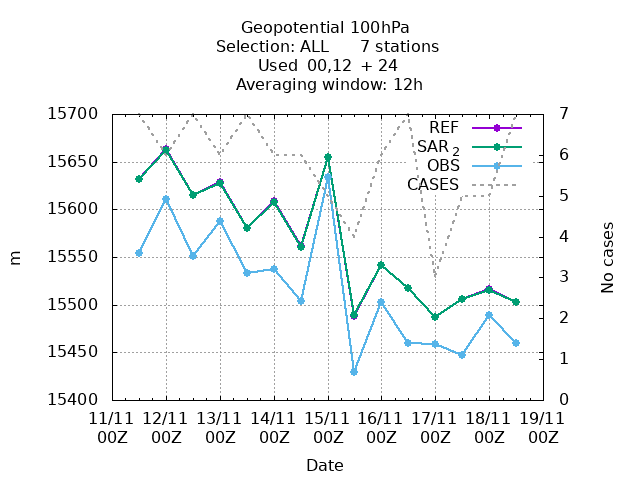 Geopotential 100hPa
Selection: ALL 7 stations
Used 00,12 + 24
Averaging window: 12h
15700 7
REF
SAR 2
15650 6
OBS
CASES
15600 5
4
15550
3
15500
2
15450 1
15400 0
m
No cases
11/11 12/11 13/11 14/11 15/11 16/11 17/11 18/11 19/11
00Z 00Z 00Z 00Z 00Z 00Z 00Z 00Z 00Z
Date